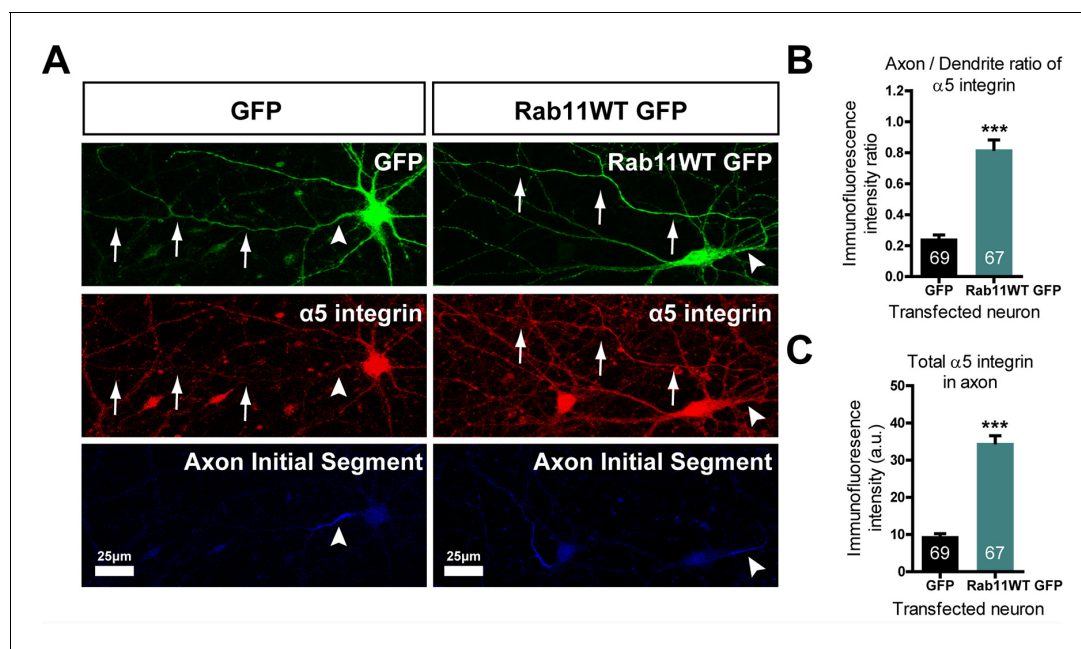 A
GFP
Rab11WT GFP
GFP
Rab11WT GFP
α5 integrin
α5 integrin
Axon Initial Segment
Axon Initial Segment
25µm
25µm
B
Axon / Dendrite ratio of
α5 integrin
Immunofluorescence
intensity ratio
1.2
1.0
0.8
0.6
0.4
0.2
0.0
***
69
67
GFP
Rab11WT GFP
Transfected neuron
C
Total α5 integrin
in axon
Immunofluoresence
intensity (a.u.)
50
40
30
20
10
0
***
69
67
GFP
Rab11WT GFP
Transfected neuron